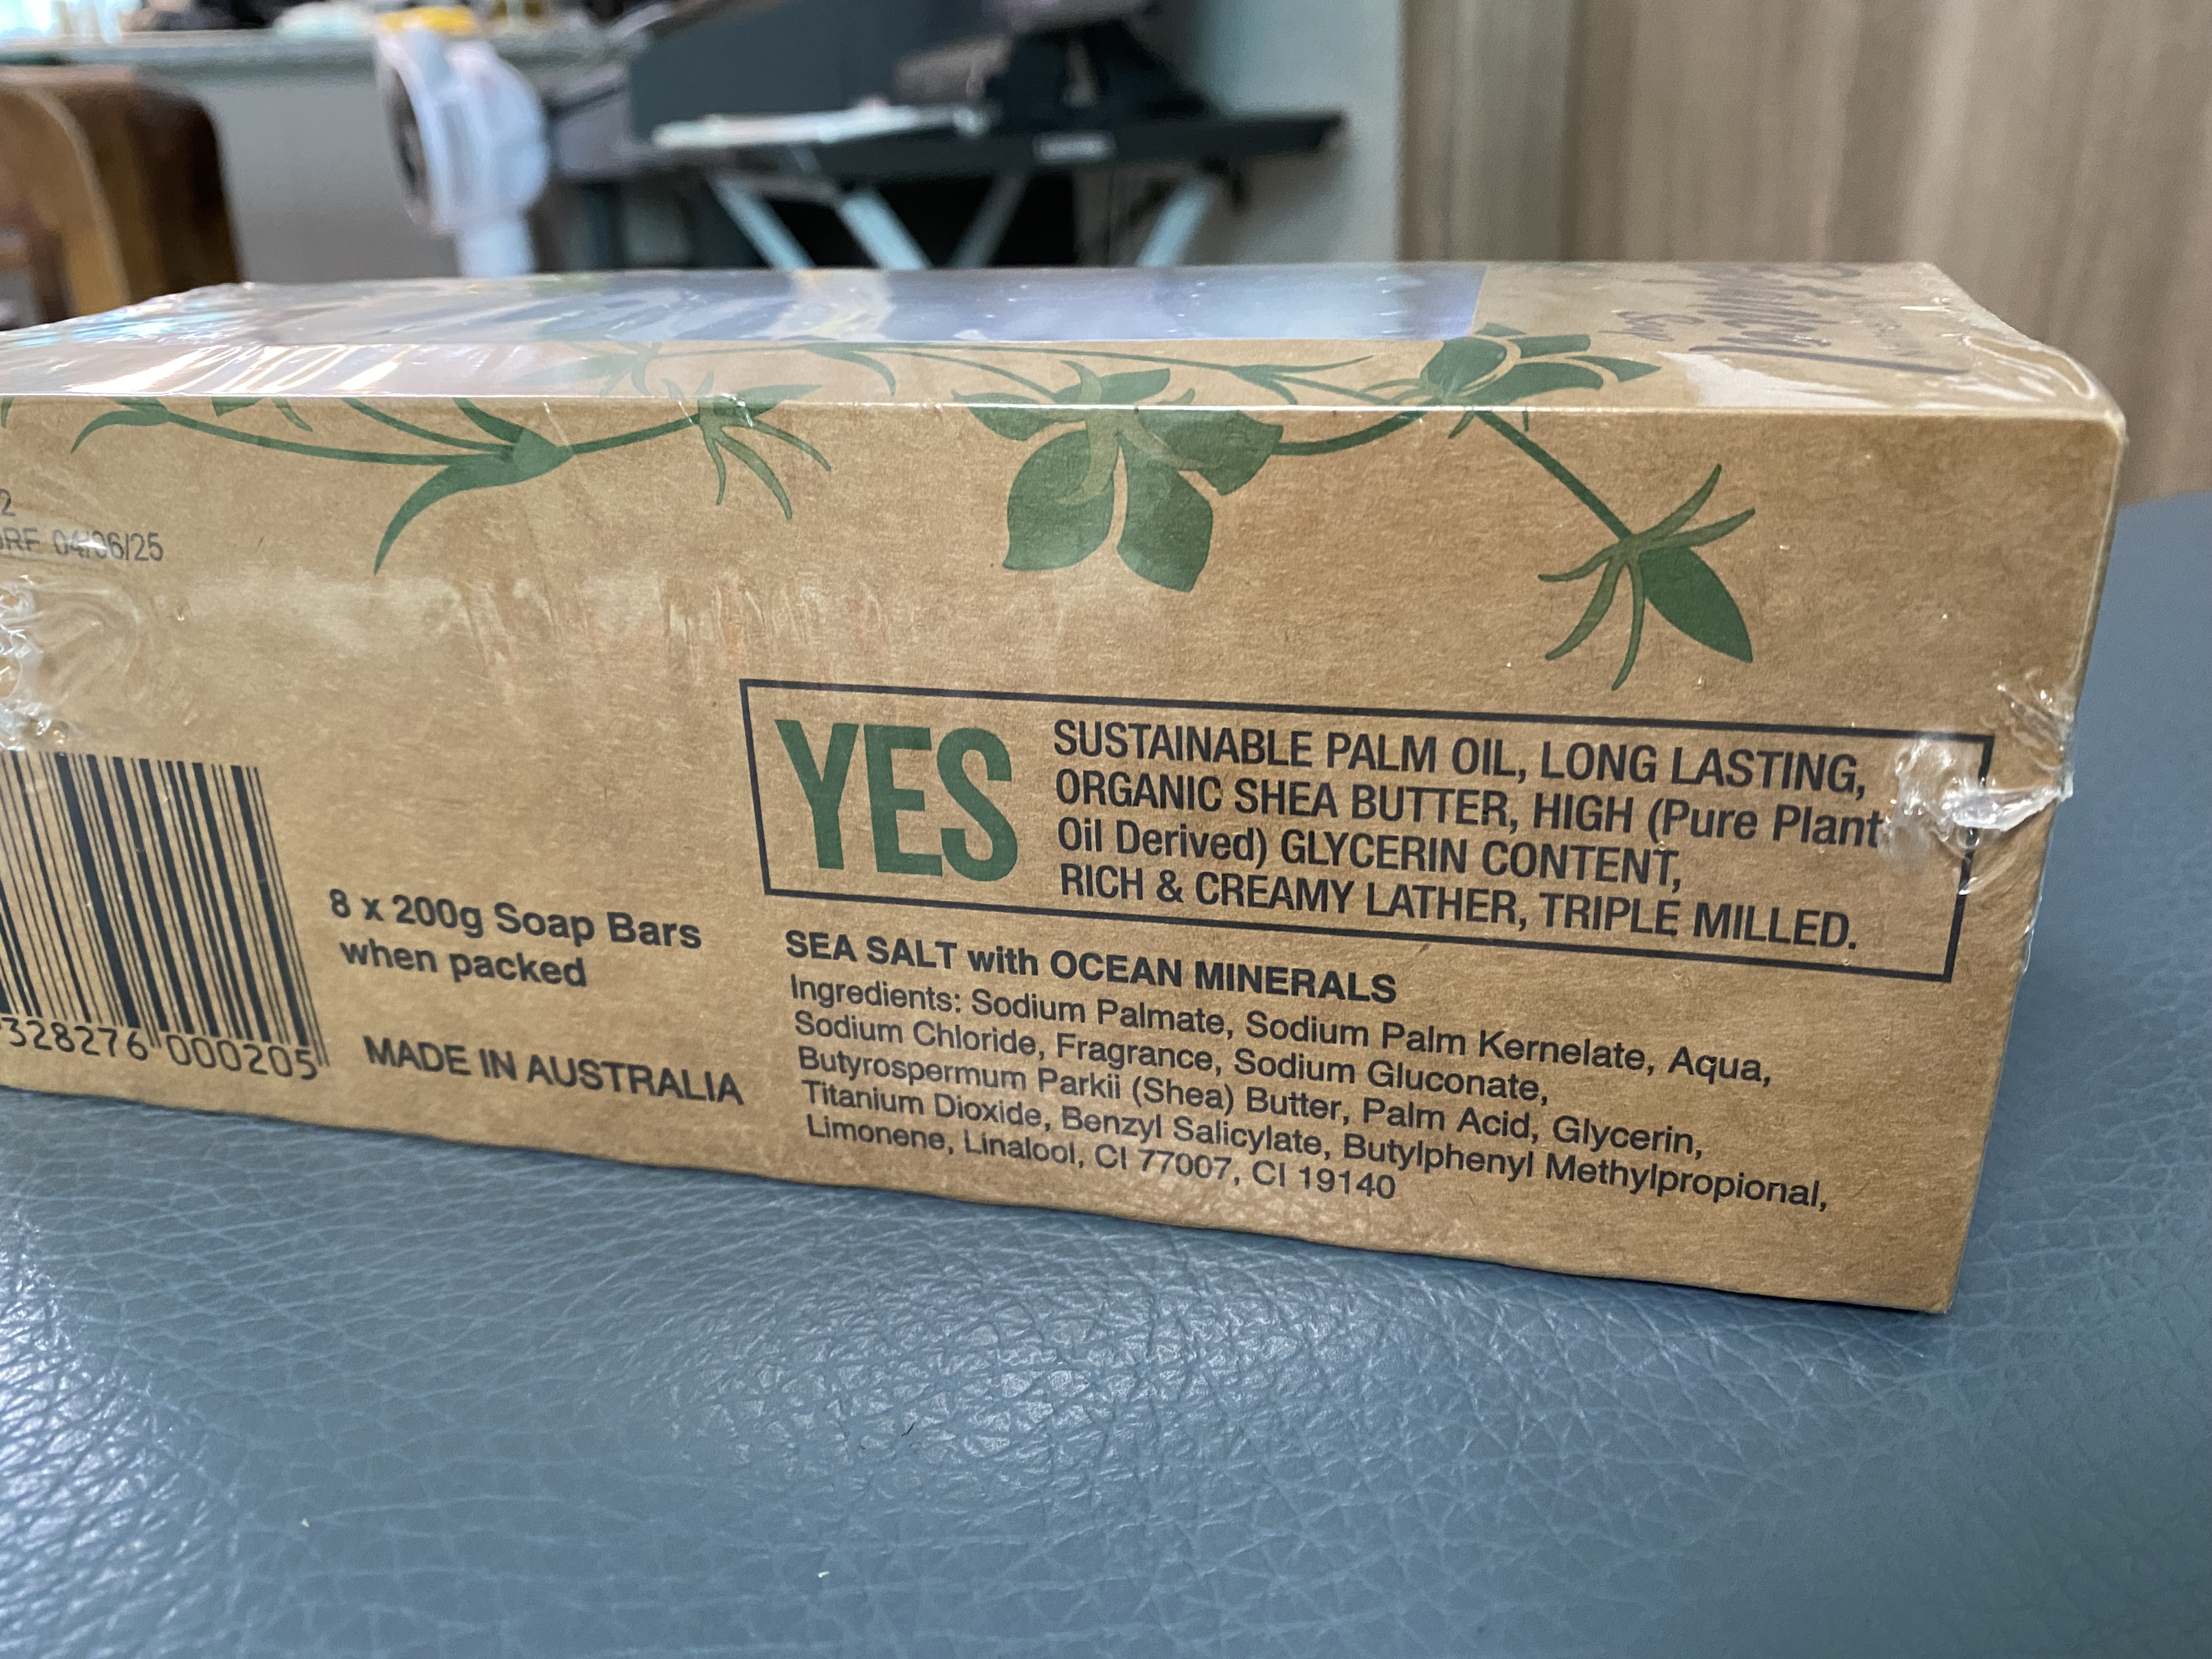 04/06/25
YES
SUSTAINABLE PALM OIL, LONG LASTING,
ORGANIC SHEA BUTTER, HIGH (Pure Plant
Oil Derived) GLYCERIN CONTENT,
RICH & CREAMY LATHER, TRIPLE MILLED.
328276 000205
8 x 200g Soap Bars
when packed
MADE IN AUSTRALIA
SEA SALT with OCEAN MINERALS
Ingredients: Sodium Palmate, Sodium Palm Kernelate, Aqua,
Sodium Chloride, Fragrance, Sodium Gluconate,
Butyrospermum Parkii (Shea) Butter, Palm Acid, Glycerin,
Titanium Dioxide, Benzyl Salicylate, Butylphenyl Methylpropional,
Limonene, Linalool, CI 77007, CI 19140